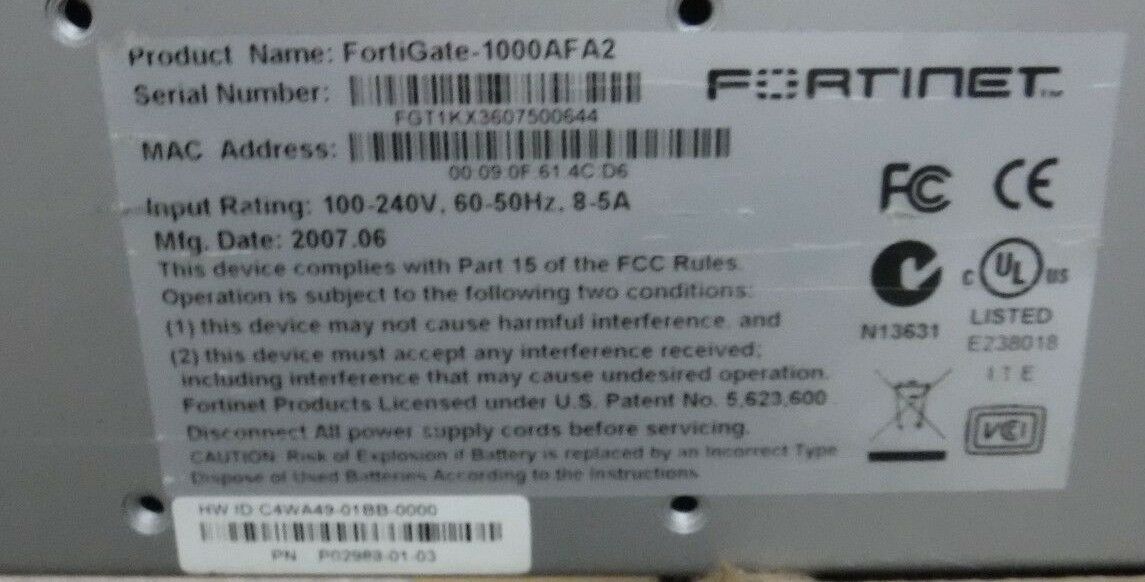 Product Name: FortiGate-1000AFA2
FORTINET™
Serial Number:
FGT1KX3607500644
MAC Address:
00:09:0F:61:4C:D6
FC CE
Input Rating: 100-240V, 60-50Hz, 8-5A
Mfg. Date: 2007.06
This device complies with Part 15 of the FCC Rules.
Operation is subject to the following two conditions:
(1) this device may not cause harmful interference, and
(2) this device must accept any interference received;
including interference that may cause undesired operation.
Fortinet Products Licensed under U.S. Patent No. 5,623,600
Disconnect All power supply cords before servicing.
CAUTION: Risk of Explosion if Battery is replaced by an Incorrect Type
Dispose of Used Batteries According to the Instructions
N13631
C UL US
LISTED
E238018
I T E
HW ID C4WA49-01BB-0000
PN P02988-01-03